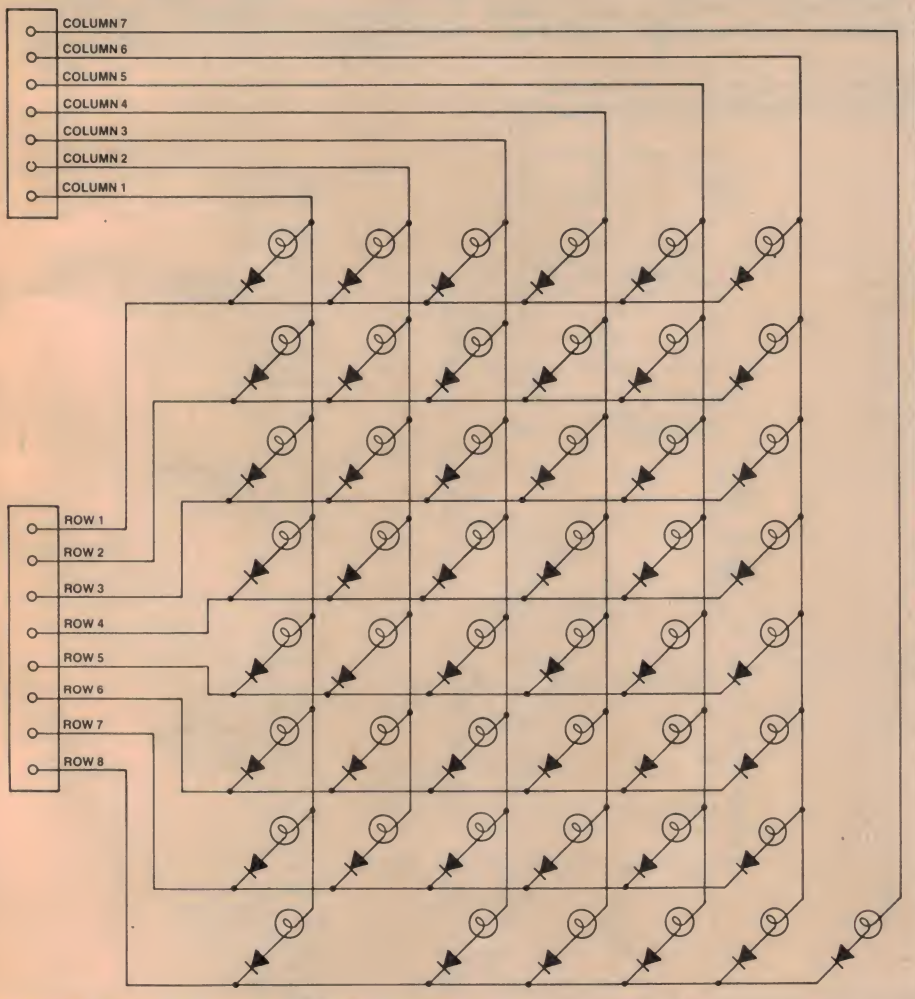 COLUMN 7
COLUMN 6
COLUMN 5
COLUMN 4
COLUMN 3
COLUMN 2
COLUMN 1
ROW 1
ROW 2
ROW 3
ROW 4
ROW 5
ROW 6
ROW 7
ROW 8